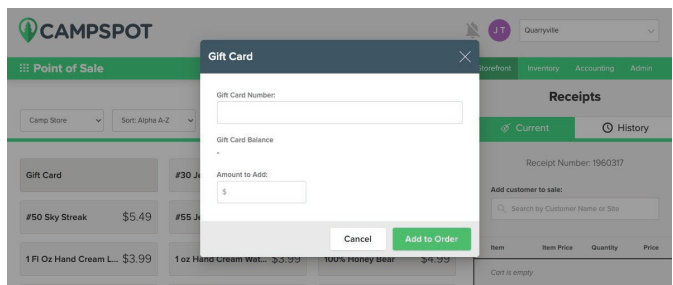 CAMPSPOT
JT
Quarryville
Point of Sale
Storefront
Inventory
Accounting
Admin
Gift Card
Gift Card Number:
Gift Card Balance
-
Amount to Add:
$
Cancel
Add to Order
Camp Store
Sort: Alpha A-Z
Gift Card
#30 Je
#50 Sky Streak $5.49
#55 Je
1 Fl Oz Hand Cream L... $3.99
1 oz Hand Cream Wat... $3.99
100% Honey Bear $4.99
Receipts
Current
History
Receipt Number: 1960317
Add customer to sale:
Search by Customer Name or Site
Item Item Price Quantity Price
Cart is empty